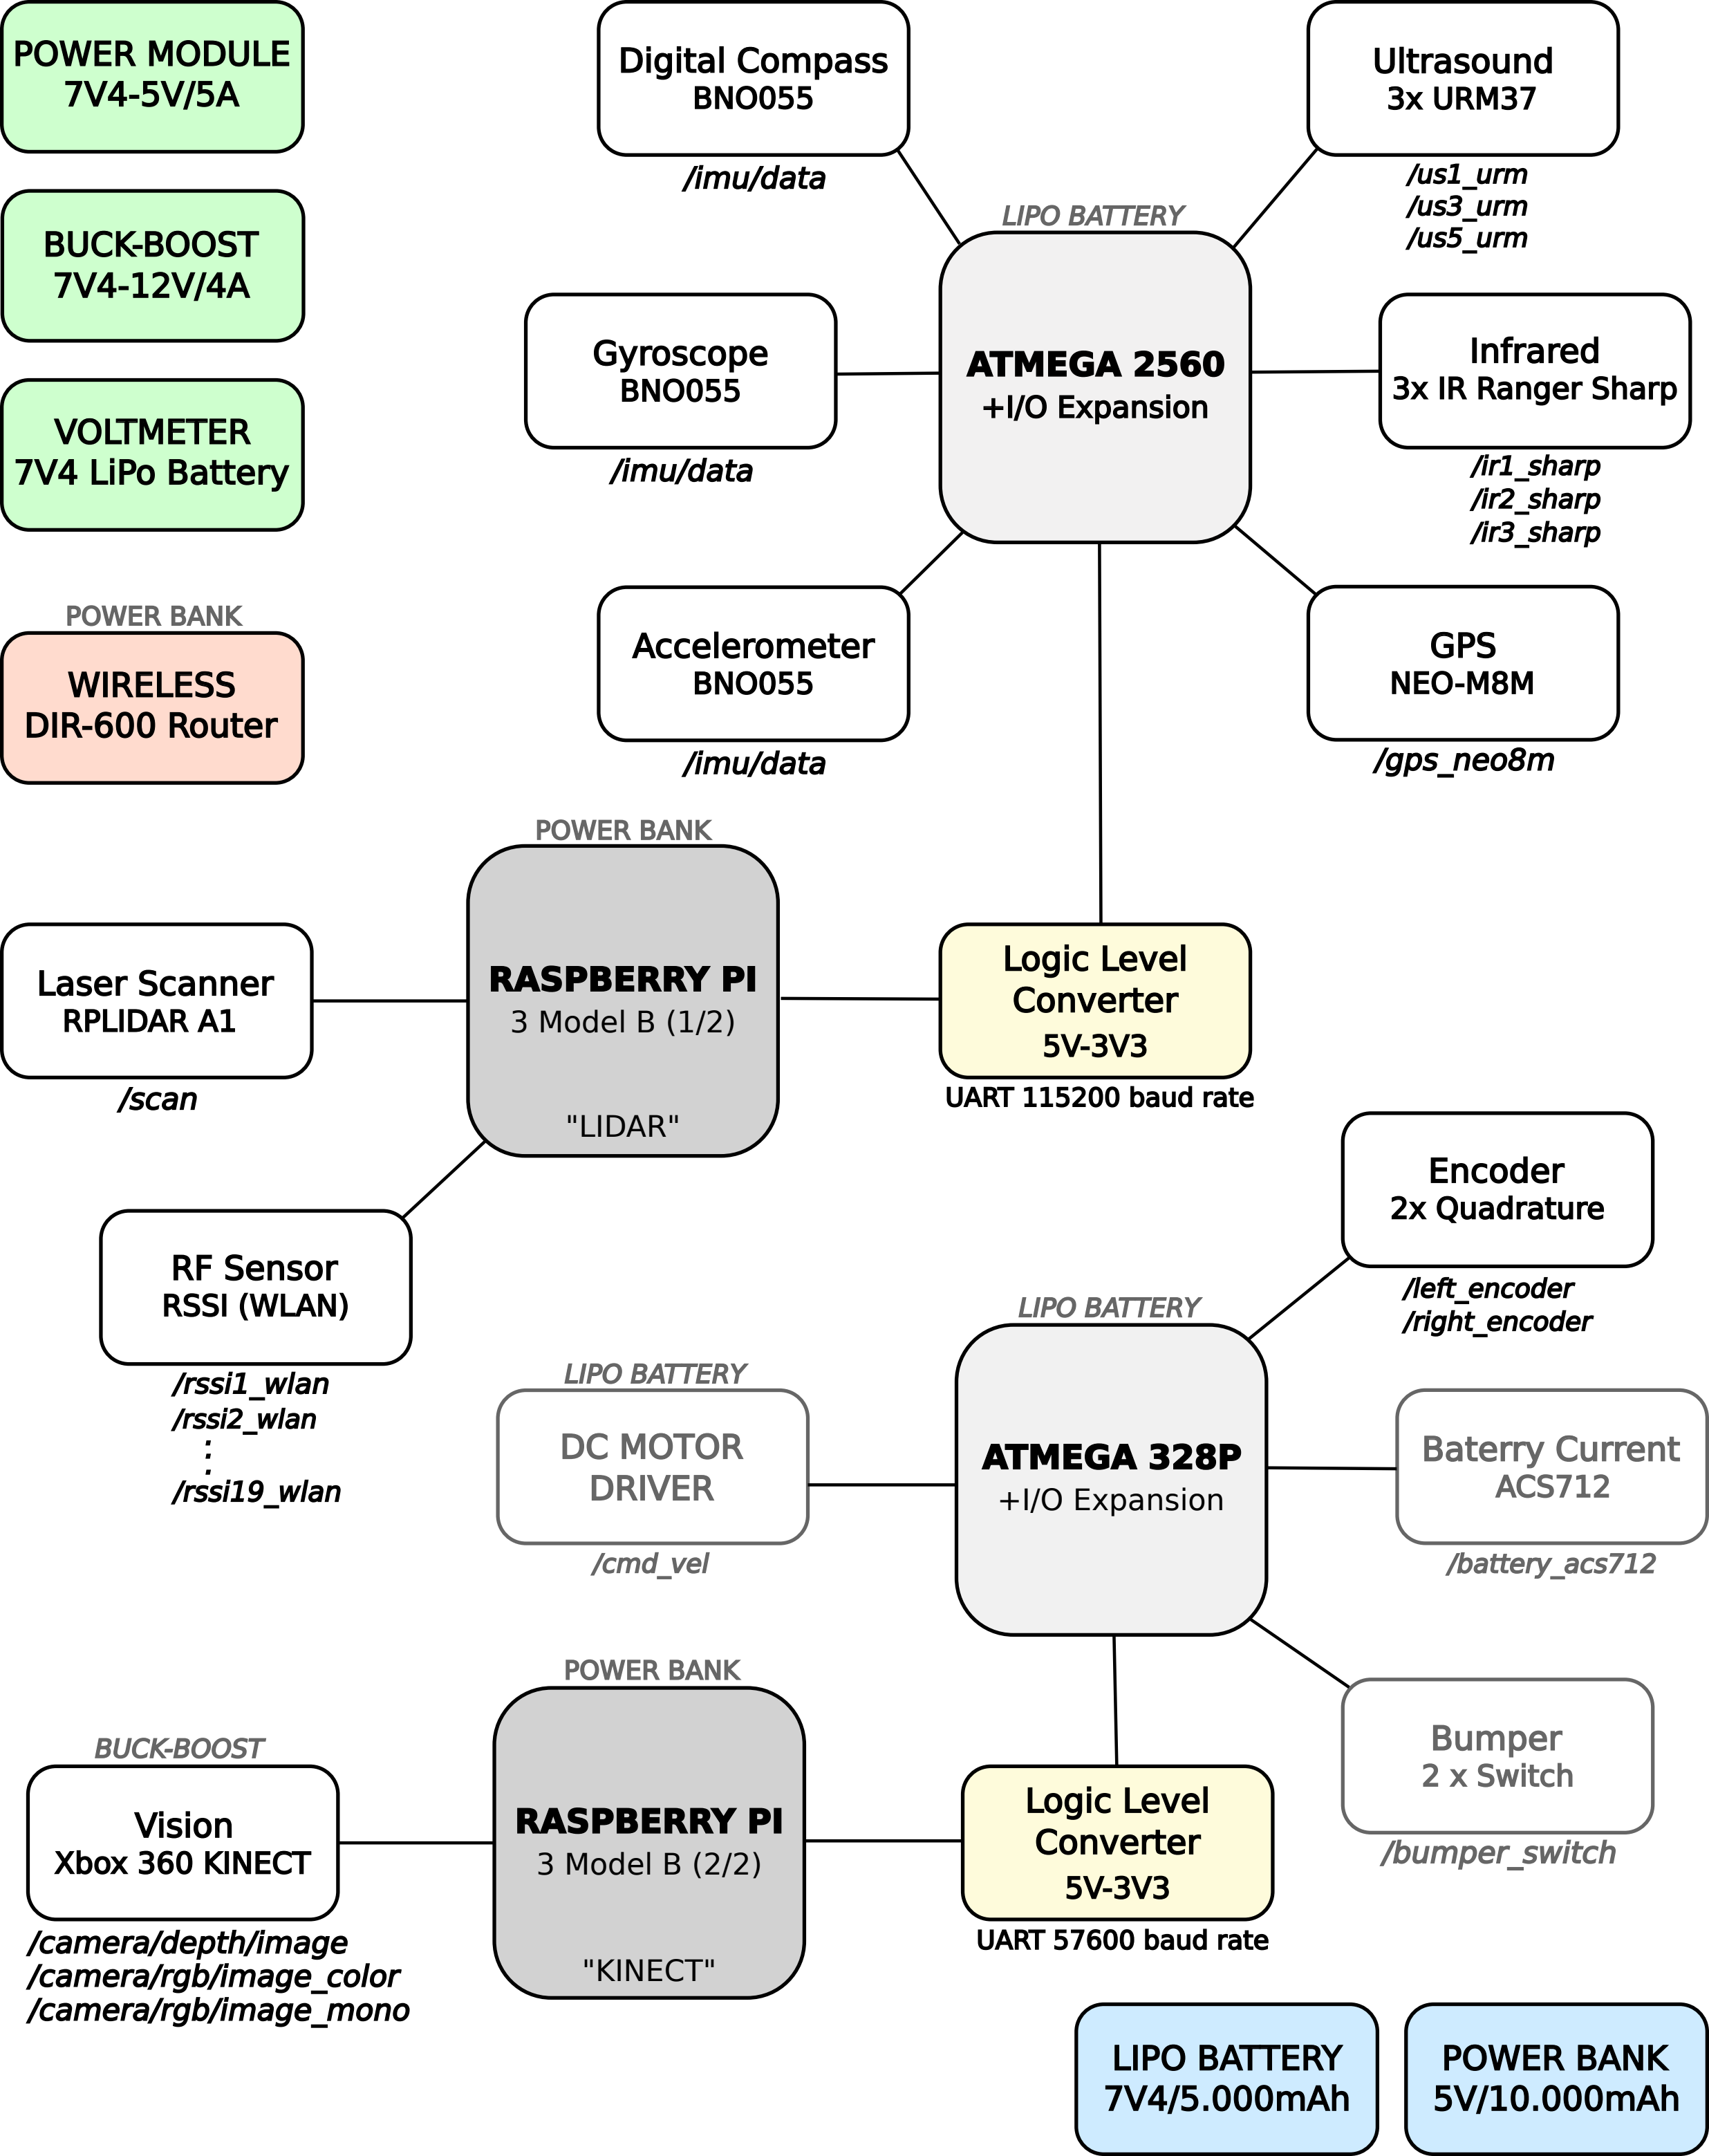 POWER MODULE
7V4-5V/5A
BUCK-BOOST
7V4-12V/4A
VOLTMETER
7V4 LiPo Battery
POWER BANK
WIRELESS
DIR-600 Router
Digital Compass
BNO055
/imu/data
Gyroscope
BNO055
/imu/data
Accelerometer
BNO055
/imu/data
LIPO BATTERY
ATMEGA 2560
+I/O Expansion
Ultrasound
3x URM37
/us1_urm
/us3_urm
/us5_urm
Infrared
3x IR Ranger Sharp
/ir1_sharp
/ir2_sharp
/ir3_sharp
GPS
NEO-M8M
/gps_neo8m
Laser Scanner
RPLIDAR A1
/scan
POWER BANK
RASPBERRY PI
3 Model B (1/2)
"LIDAR"
Logic Level
Converter
5V-3V3
UART 115200 baud rate
RF Sensor
RSSI (WLAN)
/rssi1_wlan
/rssi2_wlan
:
/rssi19_wlan
LIPO BATTERY
DC MOTOR
DRIVER
/cmd_vel
LIPO BATTERY
ATMEGA 328P
+I/O Expansion
Encoder
2x Quadrature
/left_encoder
/right_encoder
Baterry Current
ACS712
/battery_acs712
Bumper
2 x Switch
/bumper_switch
BUCK-BOOST
Vision
Xbox 360 KINECT
/camera/depth/image
/camera/rgb/image_color
/camera/rgb/image_mono
POWER BANK
RASPBERRY PI
3 Model B (2/2)
"KINECT"
Logic Level
Converter
5V-3V3
UART 57600 baud rate
LIPO BATTERY
7V4/5.000mAh
POWER BANK
5V/10.000mAh